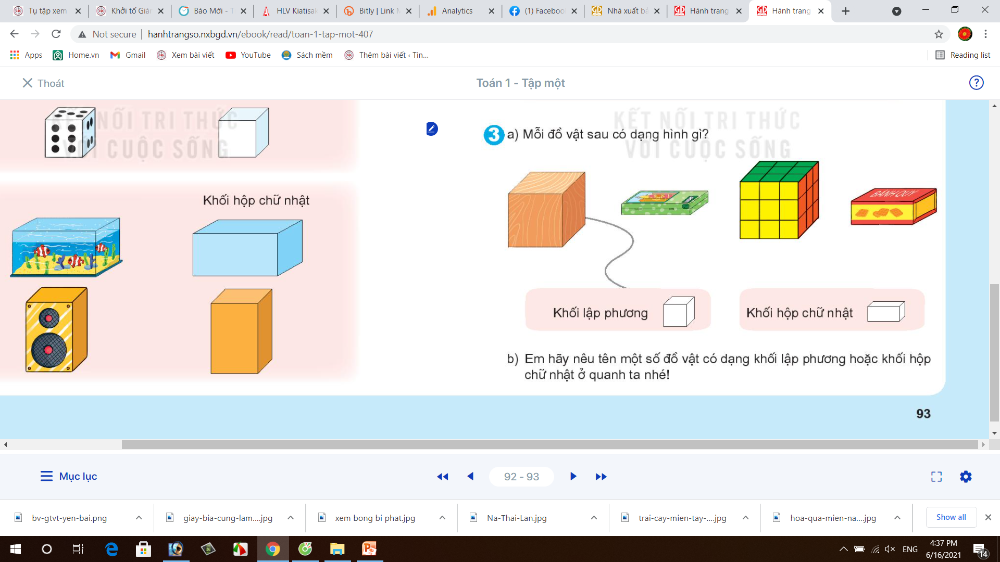 Tụ tập xem
Khởi tố Gián
Báo Mới - T
HLV Kiatisak
Bitly | Link M
Analytics
(1) Facebook
Nhà xuất bả
Hành trang
Hành trang
Not secure
hanhtrangso.nxbgd.vn/ebook/read/toan-1-tap-mot-407
Apps
Home.vn
Gmail
Xem bài viết
YouTube
Sách mềm
Thêm bài viết ‹ Tin...
Reading list
Thoát
Toán 1 - Tập một
?
KẾT NỐI TRI THỨC
VỚI CUỘC SỐNG
Khối hộp chữ nhật
KẾT NỐI TRI THỨC
VỚI CUỘC SỐNG
3 a) Mỗi đồ vật sau có dạng hình gì?
BÁNH QUY
Khối lập phương
Khối hộp chữ nhật
b) Em hãy nêu tên một số đồ vật có dạng khối lập phương hoặc khối hộp
chữ nhật ở quanh ta nhé!
93
Mục lục
92 - 93
bv-gtvt-yen-bai.png
giay-bia-cung-lam....jpg
xem bong bi phat.jpg
Na-Thai-Lan.jpg
trai-cay-mien-tay-....jpg
hoa-qua-mien-na....jpg
Show all
ENG
4:37 PM
6/16/2021
14